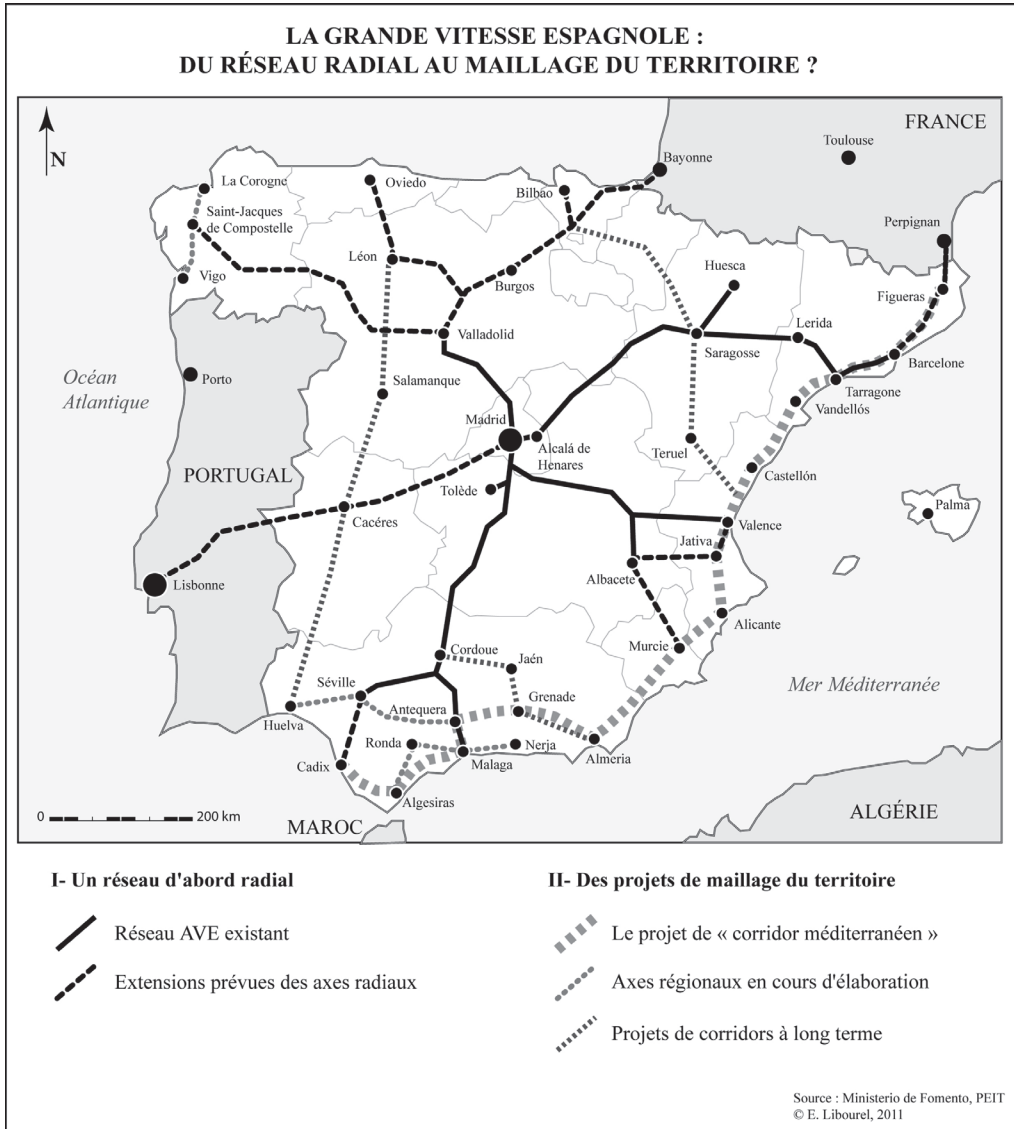 LA GRANDE VITESSE ESPAGNOLE :
DU RÉSEAU RADIAL AU MAILLAGE DU TERRITOIRE ?
N
FRANCE
Toulouse
Bayonne
La Corogne
Oviedo
Bilbao
Saint-Jacques
de Compostelle
Perpignan
Léon
Burgos
Huesca
Vigo
Figueras
Valladolid
Saragosse
Lerida
Barcelone
Océan
Atlantique
Porto
Salamanque
Tarragone
Vandellós
Madrid
Alcalá de
Henares
Teruel
PORTUGAL
Castellón
Tolède
Cacéres
Palma
Valence
Jativa
Lisbonne
Albacete
Alicante
Murcie
Cordoue
Jaén
Séville
Mer Méditerranée
Grenade
Antequera
Huelva
Ronda
Nerja
Almeria
Cadix
Malaga
Algesiras
0
200 km
MAROC
ALGÉRIE
I- Un réseau d'abord radial
Réseau AVE existant
Extensions prévues des axes radiaux
II- Des projets de maillage du territoire
Le projet de « corridor méditerranéen »
Axes régionaux en cours d'élaboration
Projets de corridors à long terme
Source : Ministerio de Fomento, PEIT
© E. Libourel, 2011